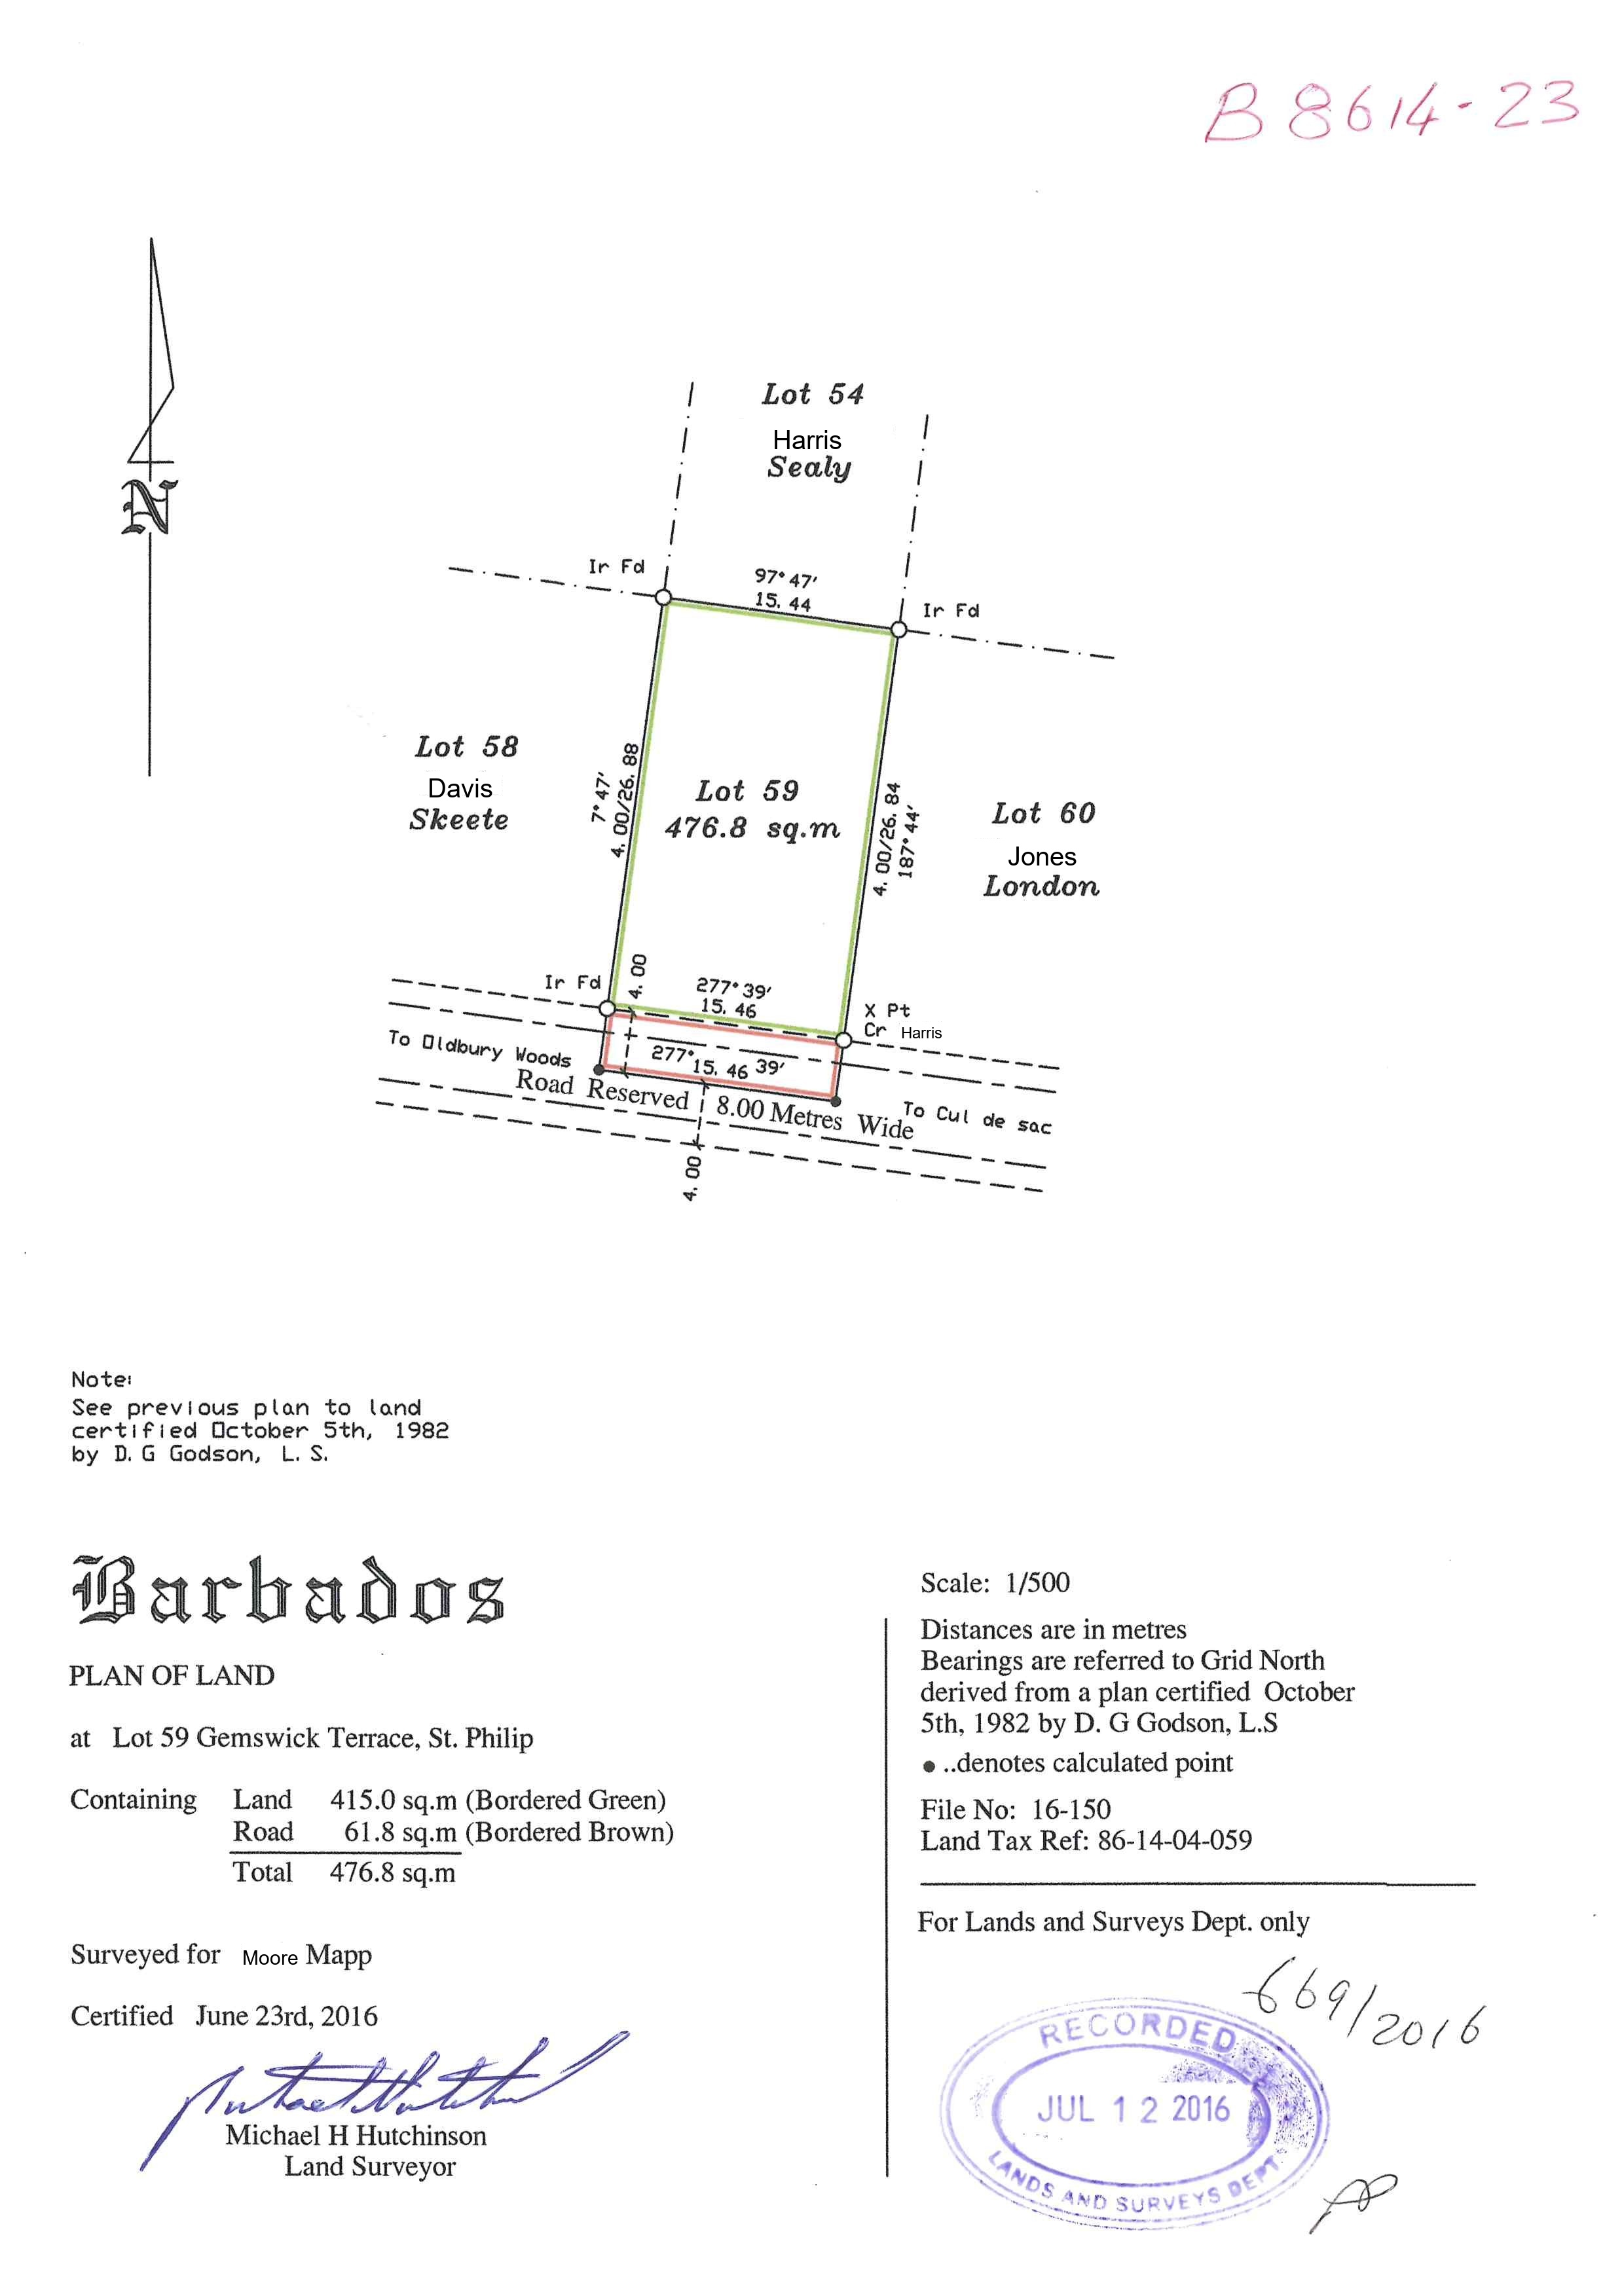 B 8614-23
N
Lot 54
Harris
Sealy
Ir Fd
97°47'
15.44
Ir Fd
Lot 58
Davis
Skeete
7°47'
4.00/26.88
Lot 59
476.8 sq.m
4.00/26.84
187°44'
Lot 60
Jones
London
Ir Fd
4.00
277°39'
15.46
X Pt
Cr Harris
To Oldbury Woods
277° 39'
15.46
Road Reserved 8.00 Metres Wide
To Cul de sac
4.00
Note:
See previous plan to land
certified October 5th, 1982
by D. G Godson, L. S.
Barbados
PLAN OF LAND
at Lot 59 Gemswick Terrace, St. Philip
Containing Land 415.0 sq.m (Bordered Green)
Road 61.8 sq.m (Bordered Brown)
Total 476.8 sq.m
Surveyed for Moore Mapp
Certified June 23rd, 2016
Michael H Hutchinson
Land Surveyor
Scale: 1/500
Distances are in metres
Bearings are referred to Grid North
derived from a plan certified October
5th, 1982 by D. G Godson, L.S
● ..denotes calculated point
File No: 16-150
Land Tax Ref: 86-14-04-059
For Lands and Surveys Dept. only
669/2016
RECORDED
JUL 12 2016
LANDS AND SURVEYS DEPT.